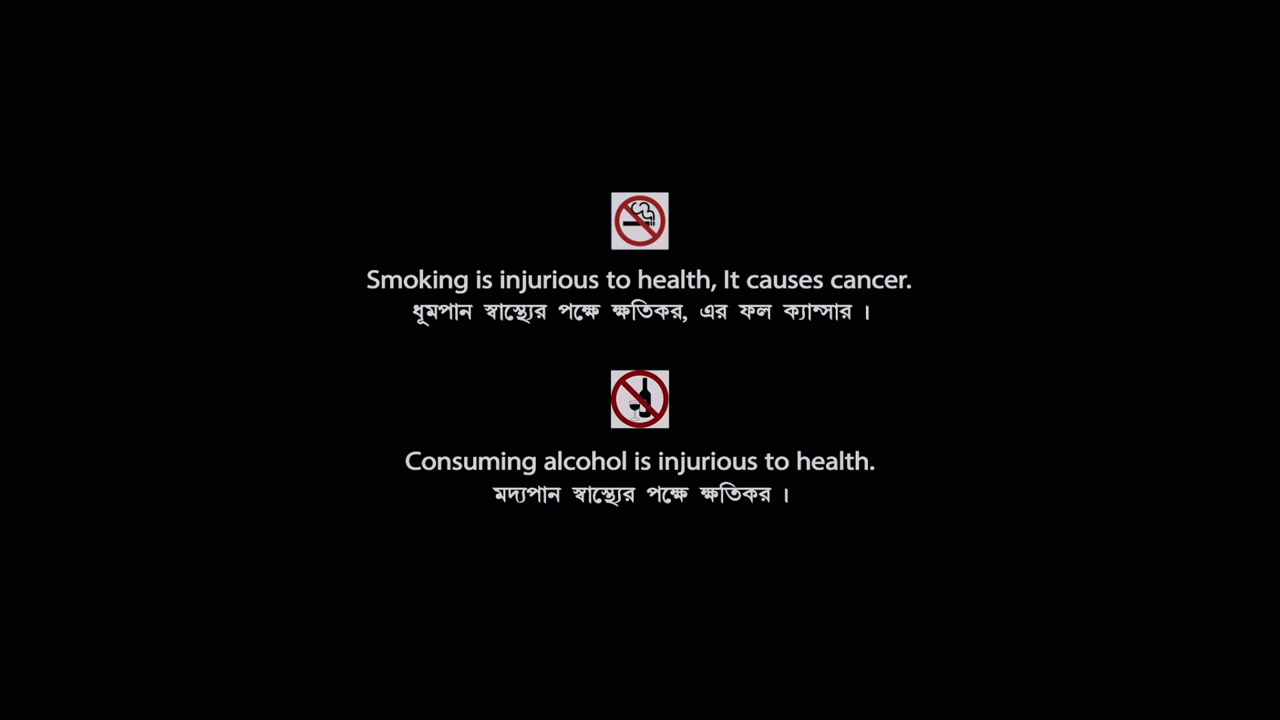 Smoking is injurious to health, It causes cancer.
ধূমপান স্বাস্থ্যের পক্ষে ক্ষতিকর, এর ফল ক্যান্সার ।
Consuming alcohol is injurious to health.
মদ্যপান স্বাস্থ্যের পক্ষে ক্ষতিকর ।